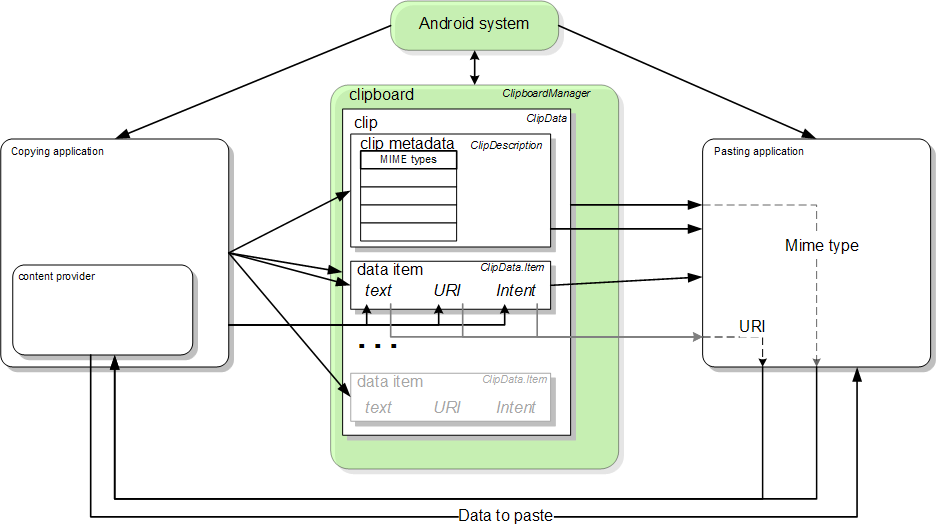 Android system
clipboard
ClipboardManager
clip
ClipData
clip metadata
ClipDescription
MIME types
Copying application
content provider
data item
ClipData.Item
text URI Intent
...
data item
ClipData.Item
text URI Intent
Pasting application
Mime type
URI
Data to paste